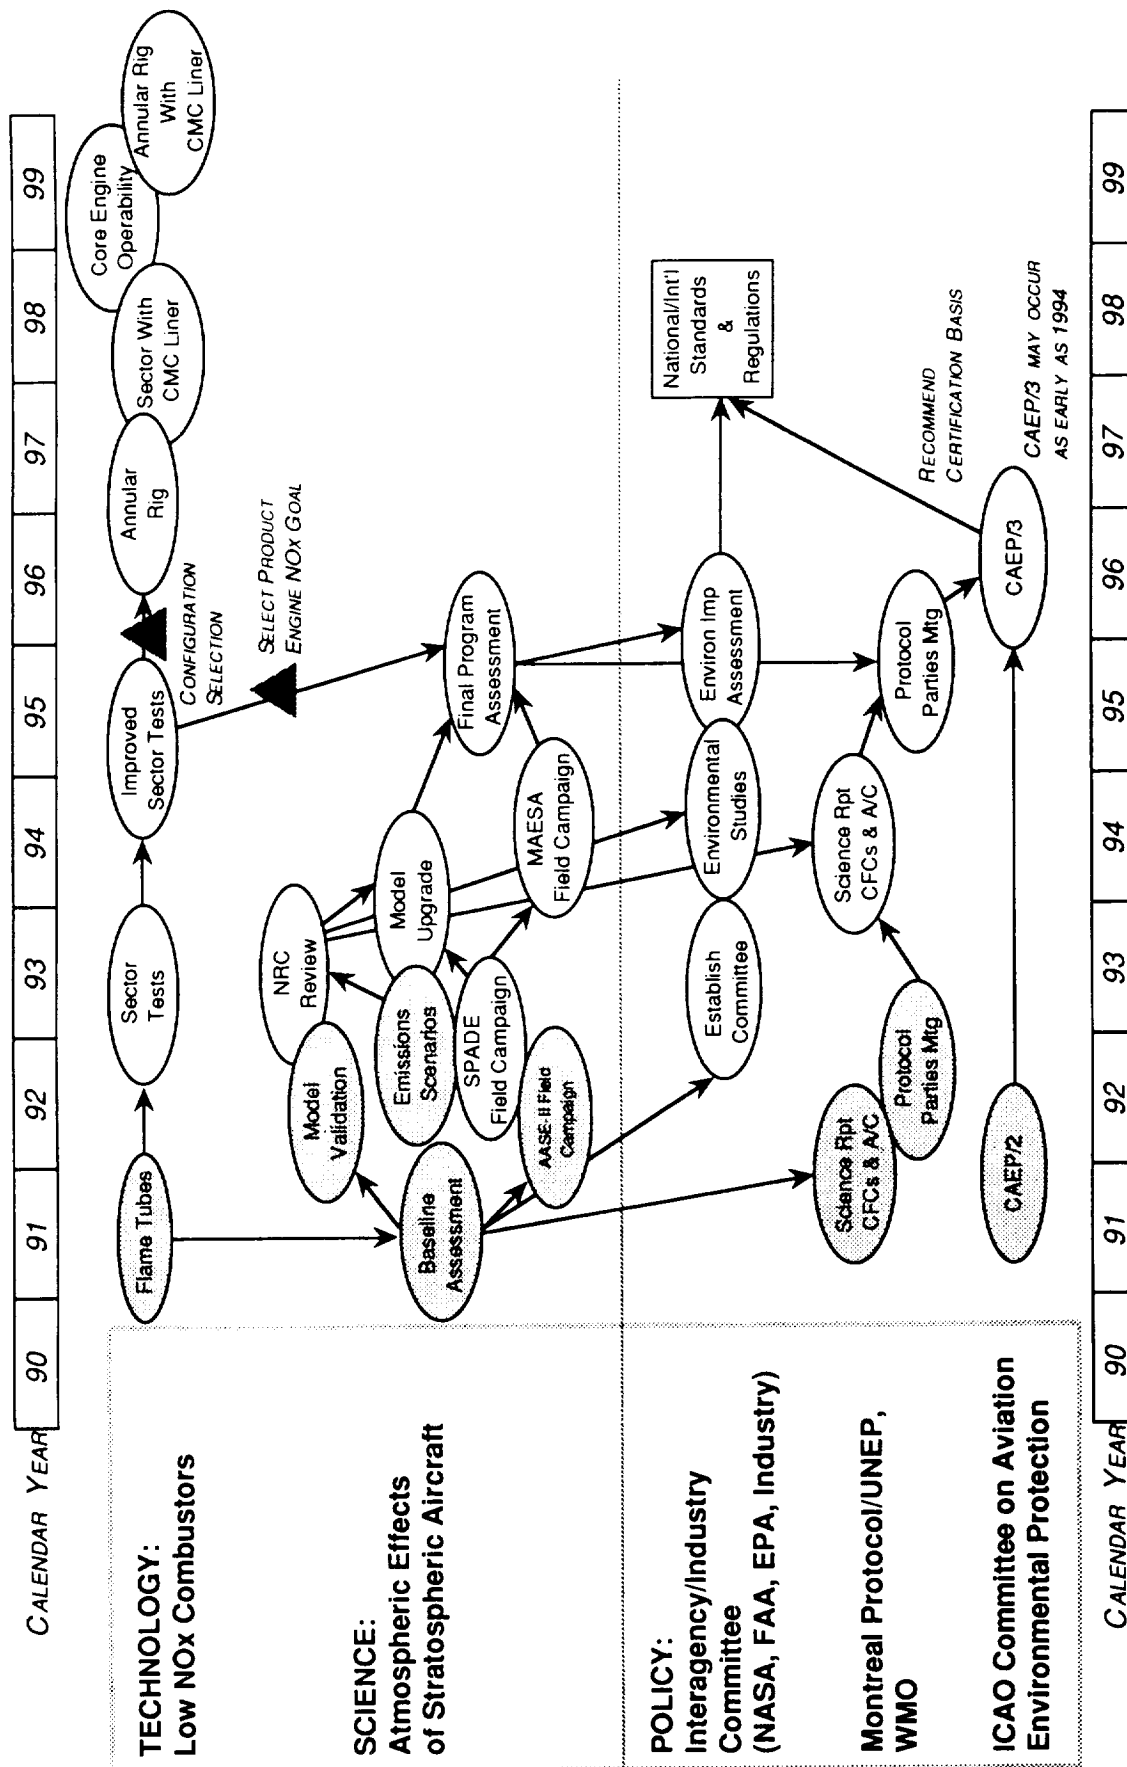 CALENDAR YEAR
90
91
92
93
94
95
96
97
98
99
TECHNOLOGY:
Low NOx Combustors
Flame Tubes
Sector
Tests
Improved
Sector Tests
CONFIGURATION
SELECTION
Annular
Rig
Sector With
CMC Liner
Core Engine
Operability
Annular Rig
With
CMC Liner
SELECT PRODUCT
ENGINE NOx GOAL
SCIENCE:
Atmospheric Effects
of Stratospheric Aircraft
Baseline
Assessment
Model
Validation
NRC
Review
Emissions
Scenarios
Model
Upgrade
SPADE
Field Campaign
AASE-II Field
Campaign
MAESA
Field Campaign
Final Program
Assessment
POLICY:
Interagency/Industry
Committee
(NASA, FAA, EPA, Industry)
Establish
Committee
Environmental
Studies
Environ Imp
Assessment
National/Int'l
Standards
&
Regulations
Montreal Protocol/UNEP,
WMO
Science Rpt
CFCs & A/C
Protocol
Parties Mtg
Science Rpt
CFCs & A/C
Protocol
Parties Mtg
RECOMMEND
CERTIFICATION BASIS
ICAO Committee on Aviation
Environmental Protection
CAEP/2
CAEP/3
CAEP/3 MAY OCCUR
AS EARLY AS 1994
CALENDAR YEAR
90
91
92
93
94
95
96
97
98
99